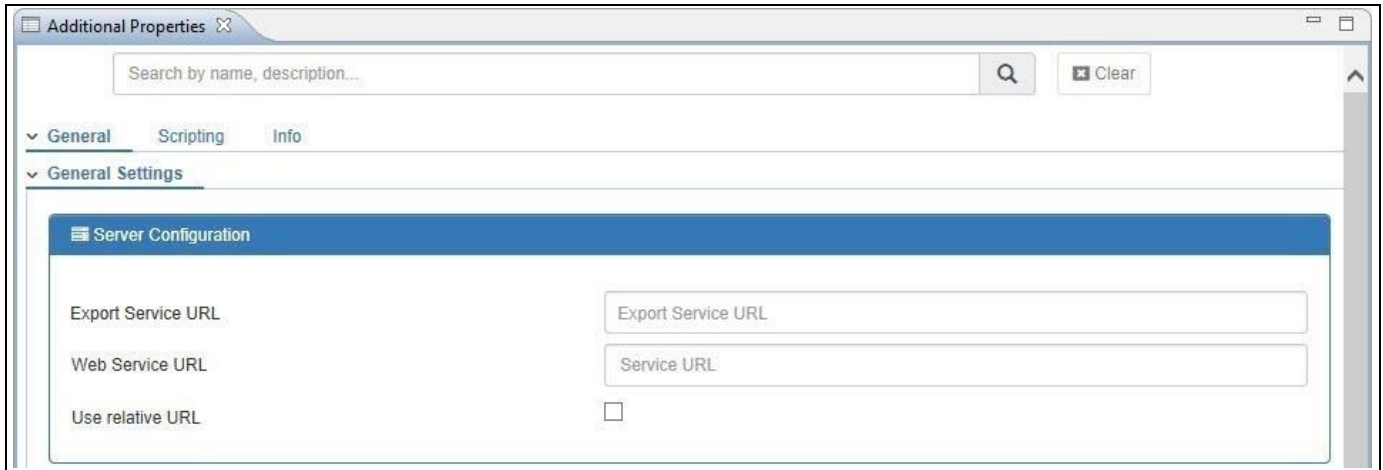 Additional Properties
Search by name, description...
Clear
General Scripting Info
General Settings
Server Configuration
Export Service URL Export Service URL
Web Service URL Service URL
Use relative URL